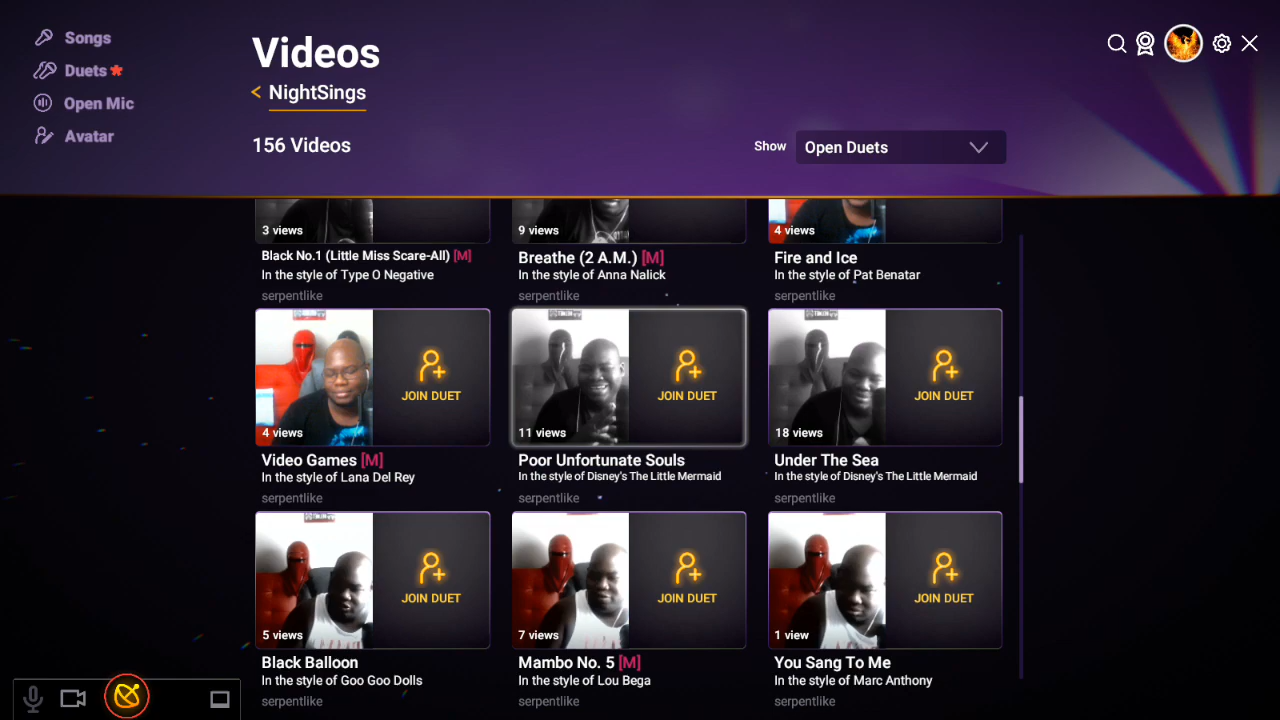 Songs
Duets *
Open Mic
Avatar
Videos
< NightSings
156 Videos
Show Open Duets
3 views
9 views
4 views
Black No.1 (Little Miss Scare-All) [M]
In the style of Type O Negative
serpentlike
Breathe (2 A.M.) [M]
In the style of Anna Nalick
serpentlike
Fire and Ice
In the style of Pat Benatar
serpentlike
JOIN DUET
4 views
Video Games [M]
In the style of Lana Del Rey
serpentlike
JOIN DUET
11 views
Poor Unfortunate Souls
In the style of Disney's The Little Mermaid
serpentlike
JOIN DUET
18 views
Under The Sea
In the style of Disney's The Little Mermaid
serpentlike
JOIN DUET
5 views
Black Balloon
In the style of Goo Goo Dolls
serpentlike
JOIN DUET
7 views
Mambo No. 5 [M]
In the style of Lou Bega
serpentlike
JOIN DUET
1 view
You Sang To Me
In the style of Marc Anthony
serpentlike